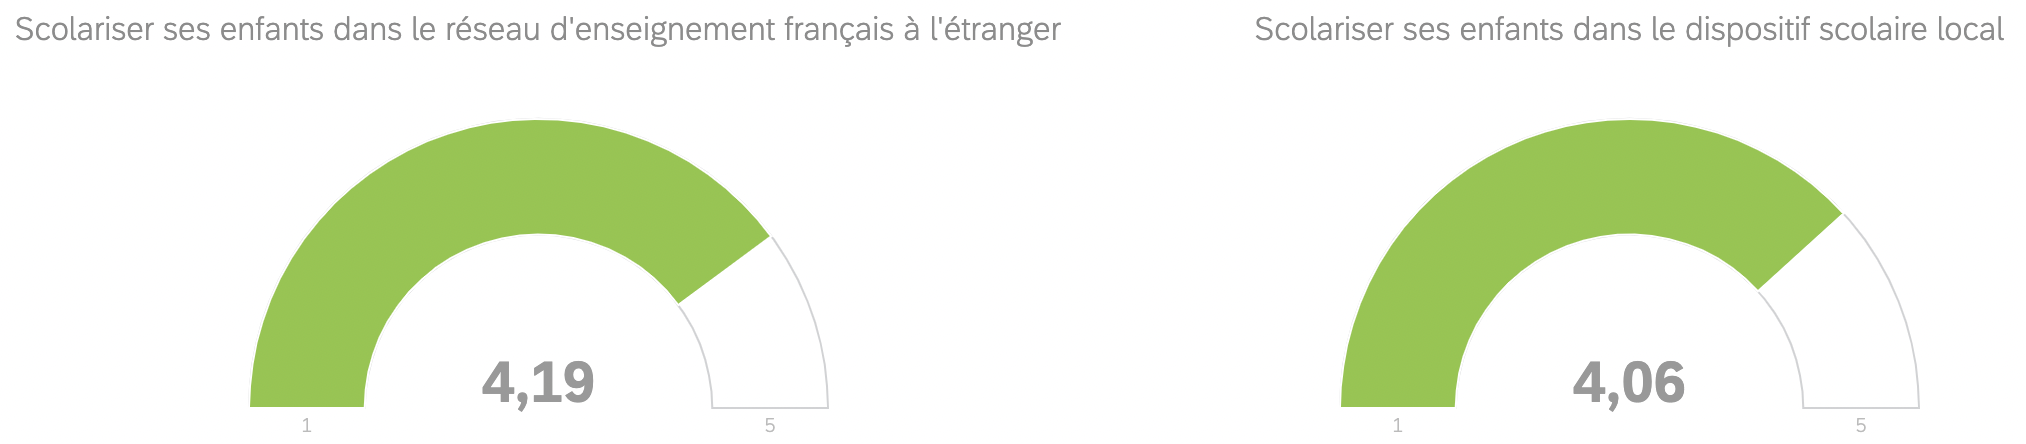 Scolariser ses enfants dans le réseau d'enseignement français à l'étranger
4,19
1 5
Scolariser ses enfants dans le dispositif scolaire local
4,06
1 5